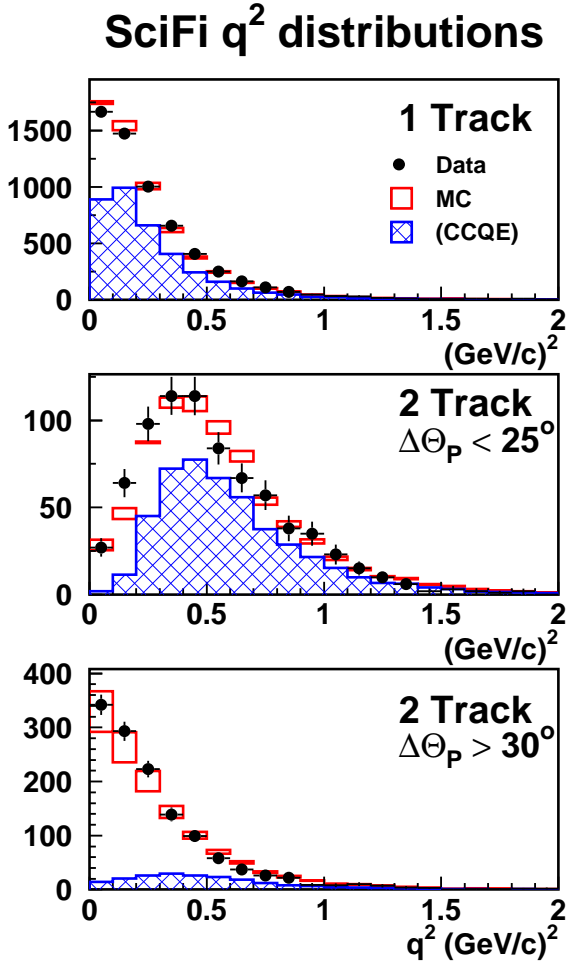 SciFi q² distributions
1 Track
Data
MC
(CCQE)
1500
1000
500
0
0 0.5 1 1.5 2
(GeV/c)²
2 Track
ΔΘ_P < 25°
100
50
0
0 0.5 1 1.5 2
(GeV/c)²
2 Track
ΔΘ_P > 30°
400
300
200
100
0
0 0.5 1 1.5 2
q² (GeV/c)²